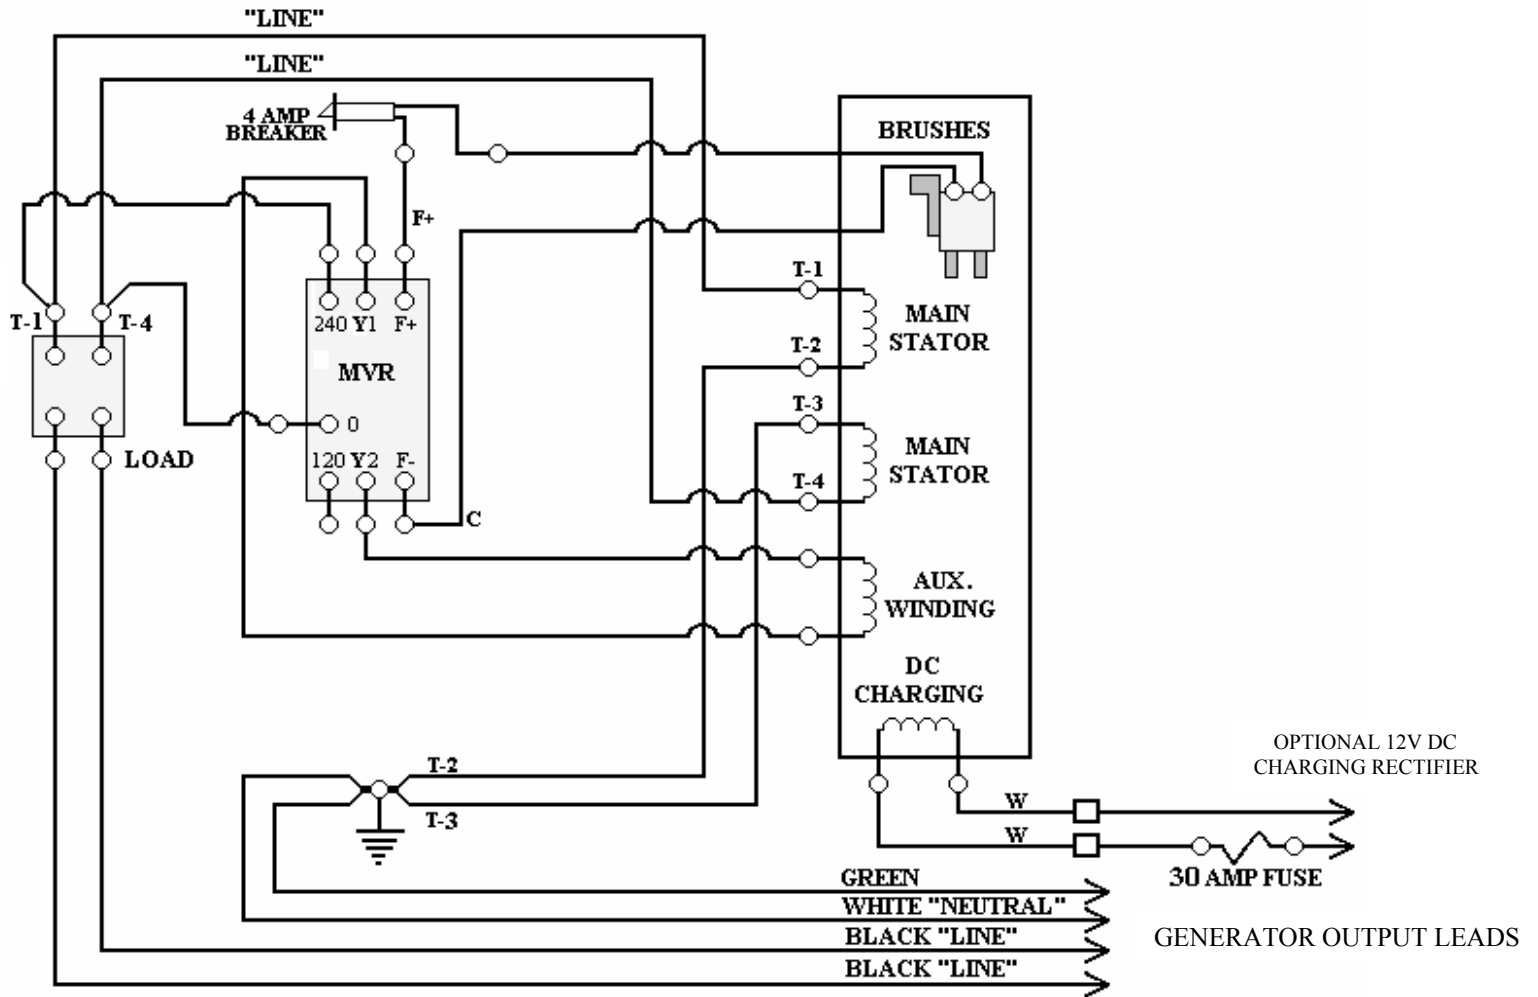 "LINE"
"LINE"
4 AMP
BREAKER
BRUSHES
F+
T-1
T-1
T-4
240 Y1 F+
MAIN
STATOR
T-2
MVR
T-3
0
MAIN
STATOR
LOAD
120 Y2 F-
T-4
C
AUX.
WINDING
DC
CHARGING
T-2
T-3
OPTIONAL 12V DC
CHARGING RECTIFIER
W
W
30 AMP FUSE
GREEN
WHITE "NEUTRAL"
BLACK "LINE"
BLACK "LINE"
GENERATOR OUTPUT LEADS